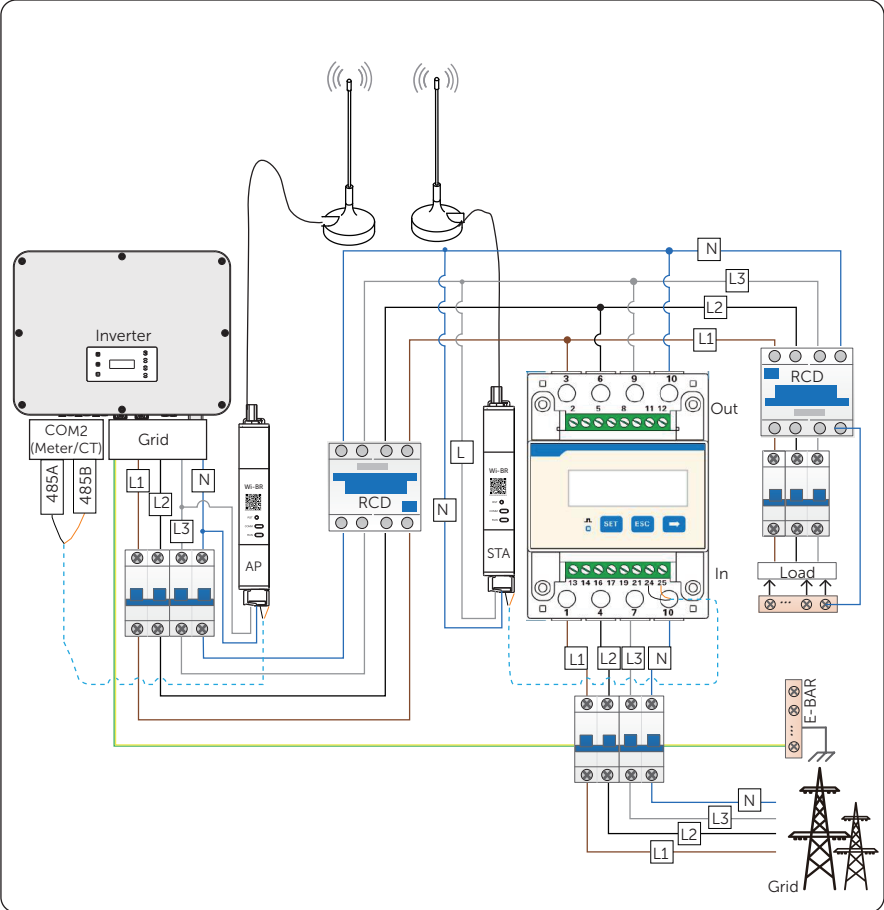 N
L3
L2
L1
Inverter
COM2
(Meter/CT)
Grid
485A
485B
L1
L2
L3
N
Wi-BR
AP
RCD
L
N
Wi-BR
STA
3 6 9 10
2 5 8 11 12
Out
SET ESC
In
13 14 16 17 19 21 24 25
1 4 7 10
RCD
Load
L1 L2 L3 N
E-BAR
N
L3
L2
L1
Grid